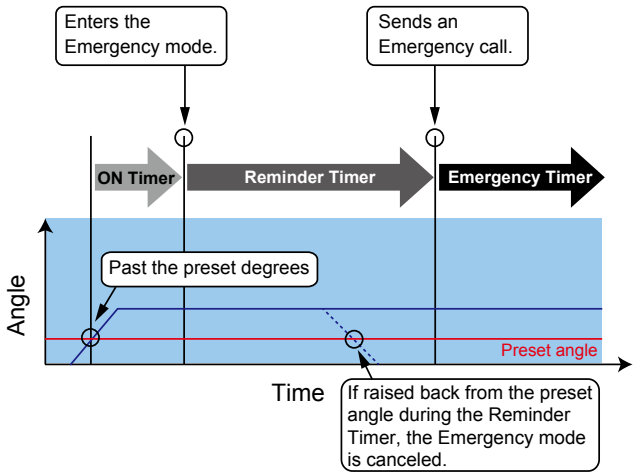 Enters the
Emergency mode.
Sends an
Emergency call.
ON Timer
Reminder Timer
Emergency Timer
Past the preset degrees
Angle
Preset angle
Time
If raised back from the preset
angle during the Reminder
Timer, the Emergency mode
is canceled.